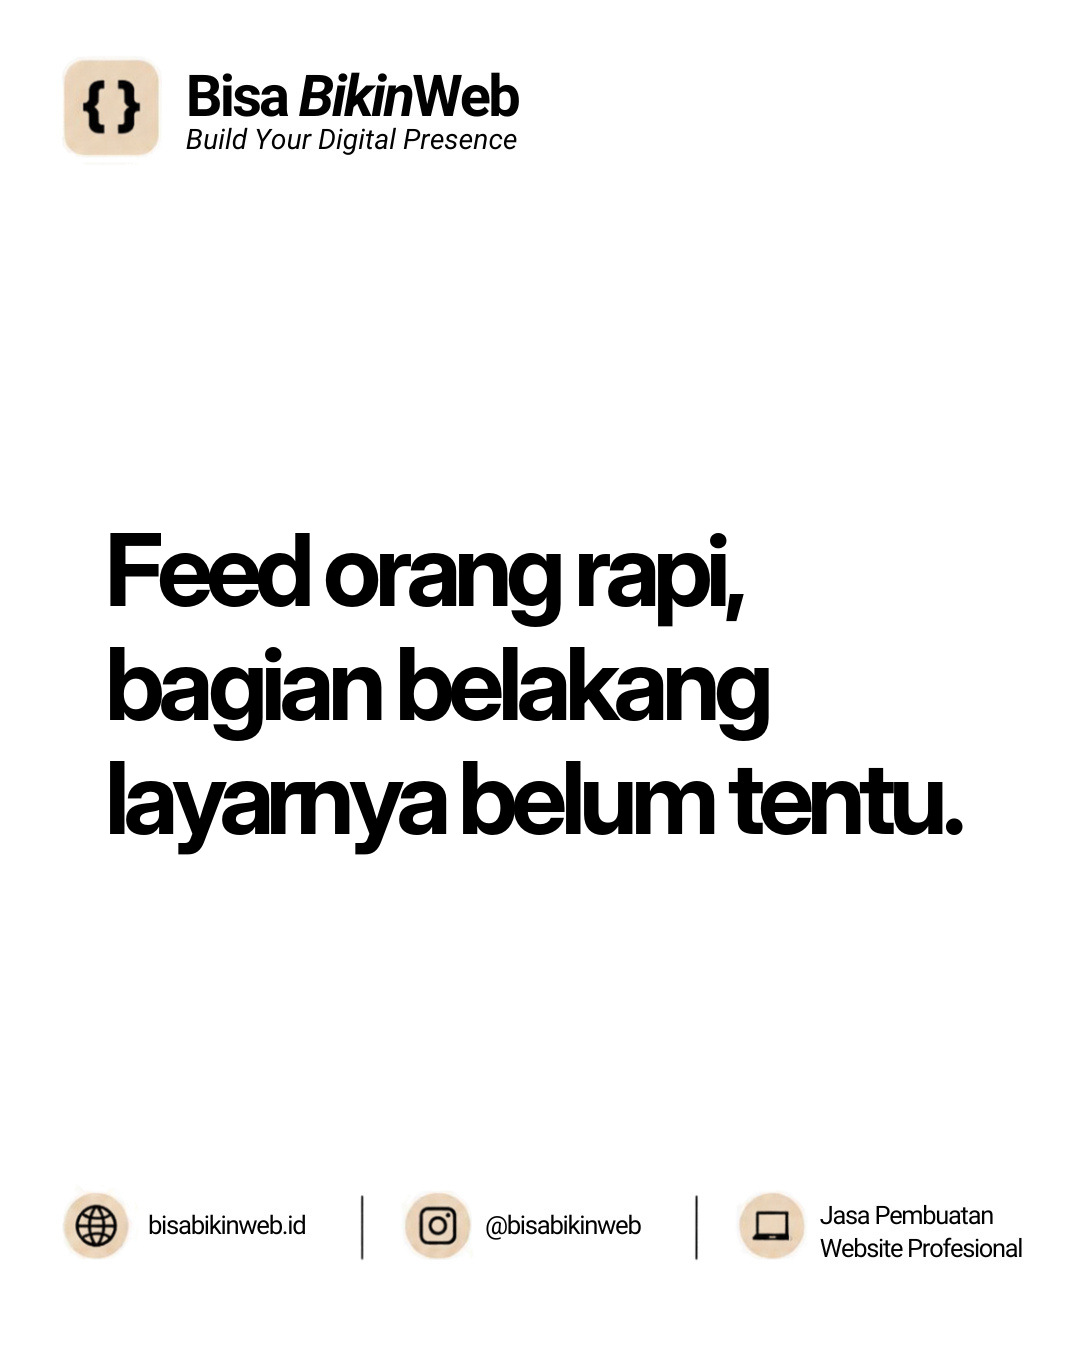 { }
Bisa BikinWeb
Build Your Digital Presence
Feed orang rapi,
bagian belakang
layarnya belum tentu.
bisabikinweb.id
@bisabikinweb
Jasa Pembuatan
Website Profesional